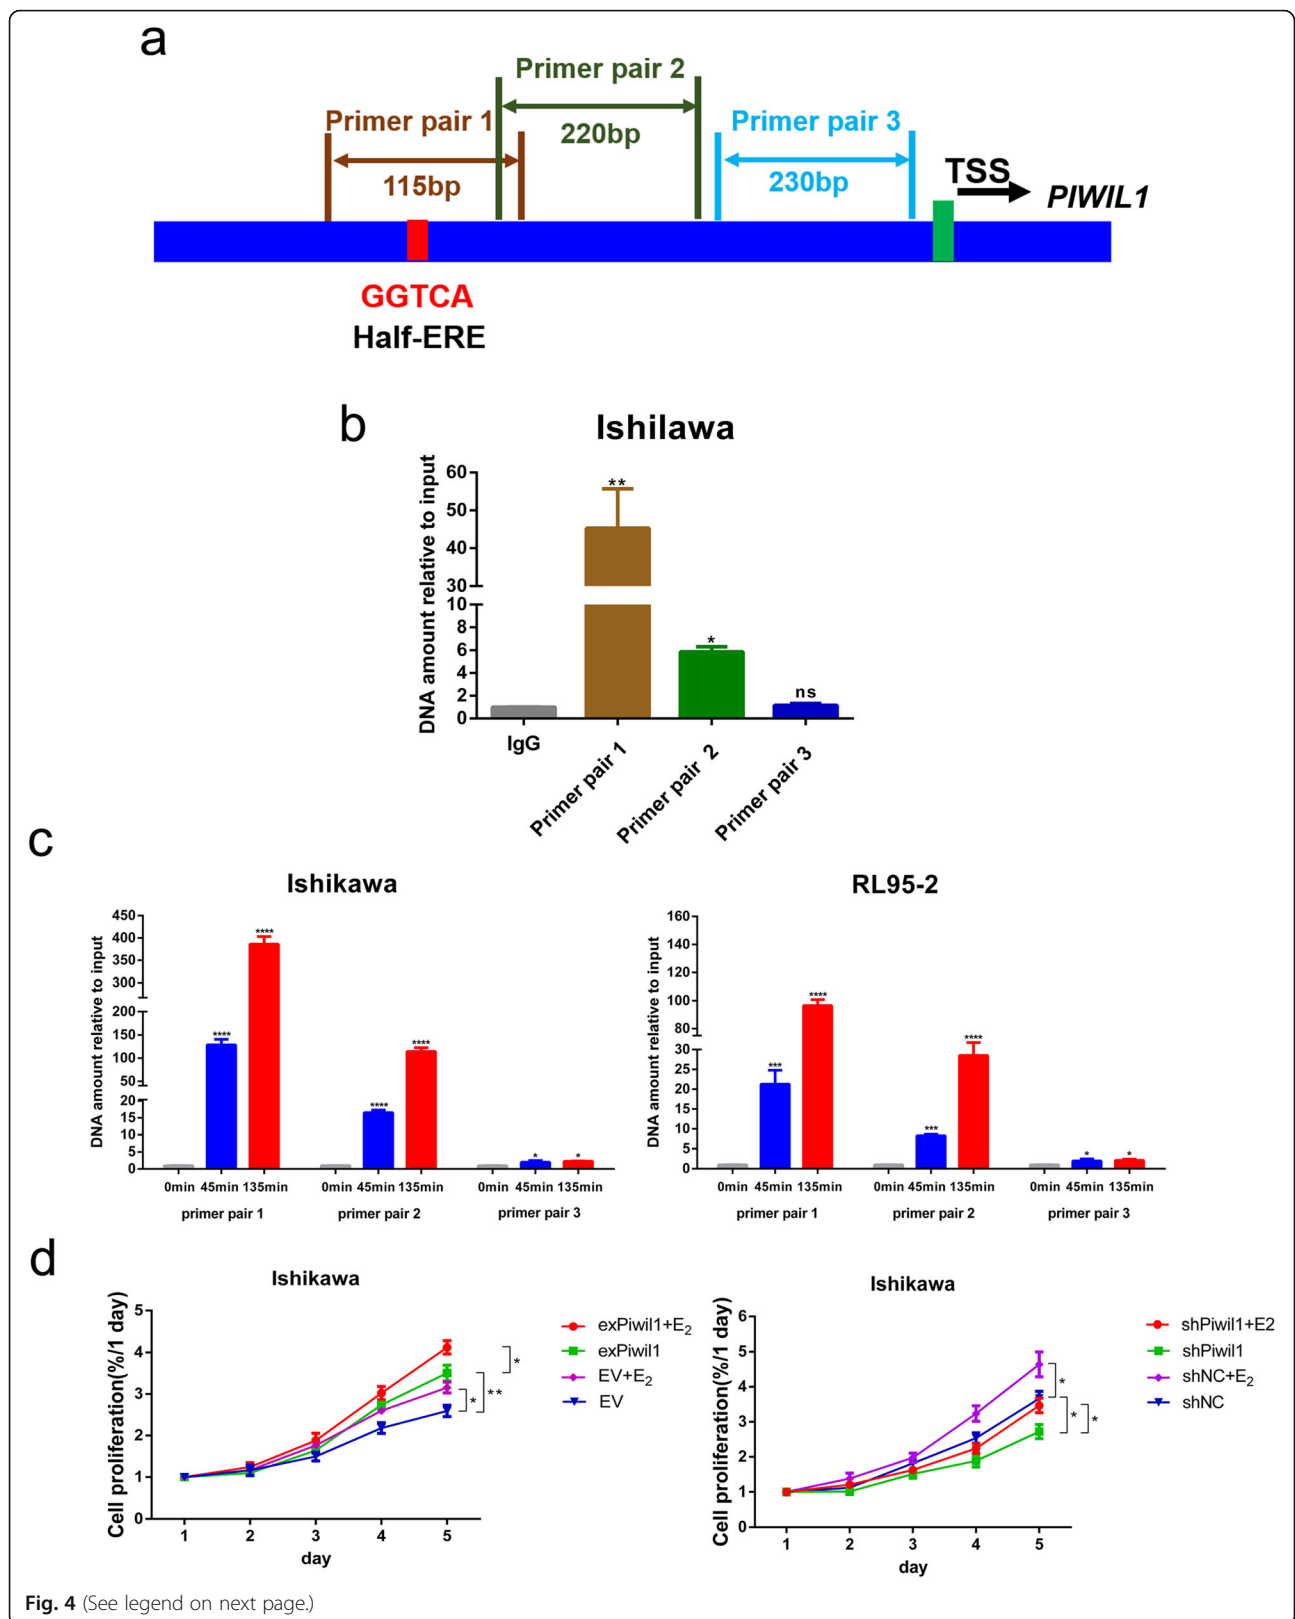 a
Primer pair 2
220bp
Primer pair 1
115bp
Primer pair 3
230bp
TSS
PIWIL1
GGTCA
Half-ERE
b
Ishilawa
DNA amount relative to input
60
50
40
30
10
8
6
4
2
0
**
*
ns
IgG
Primer pair 1
Primer pair 2
Primer pair 3
c
Ishikawa
DNA amount relative to input
450
400
350
300
200
150
100
50
20
15
10
5
0
****
****
****
****
*
*
0min 45min 135min
0min 45min 135min
0min 45min 135min
primer pair 1
primer pair 2
primer pair 3
RL95-2
DNA amount relative to input
160
140
120
100
80
30
25
20
15
10
5
0
***
****
***
****
*
*
0min 45min 135min
0min 45min 135min
0min 45min 135min
primer pair 1
primer pair 2
primer pair 3
d
Ishikawa
Cell proliferation(%/1 day)
5
4
3
2
1
0
1 2 3 4 5
day
exPiwil1+E2
exPiwil1
EV+E2
EV
*
*
**
Ishikawa
Cell proliferation(%/1 day)
6
5
4
3
2
1
0
1 2 3 4 5
day
shPiwil1+E2
shPiwil1
shNC+E2
shNC
*
*
*
Fig. 4 (See legend on next page.)